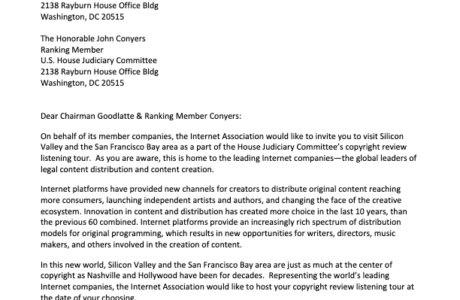 2138 Rayburn House Office Bldg
Washington, DC 20515
The Honorable John Conyers
Ranking Member
U.S. House Judiciary Committee
2138 Rayburn House Office Bldg
Washington, DC 20515
Dear Chairman Goodlatte & Ranking Member Conyers:
On behalf of its member companies, the Internet Association would like to invite you to visit Silicon
Valley and the San Francisco Bay area as a part of the House Judiciary Committee's copyright review
listening tour.  As you are aware, this is home to the leading Internet companies—the global leaders of
legal content distribution and content creation.
Internet platforms have provided new channels for creators to distribute original content reaching
more consumers, launching independent artists and authors, and changing the face of the creative
ecosystem. Innovation in content and distribution has created more choice in the last 10 years, than
the previous 60 combined. Internet platforms provide an increasingly rich spectrum of distribution
models for original programming, which results in new opportunities for writers, directors, music
makers, and others involved in the creation of content.
In this new world, Silicon Valley and the San Francisco Bay area are just as much at the center of
copyright as Nashville and Hollywood have been for decades.  Representing the world's leading
Internet companies, the Internet Association would like to host your copyright review listening tour at
the date of your choosing.